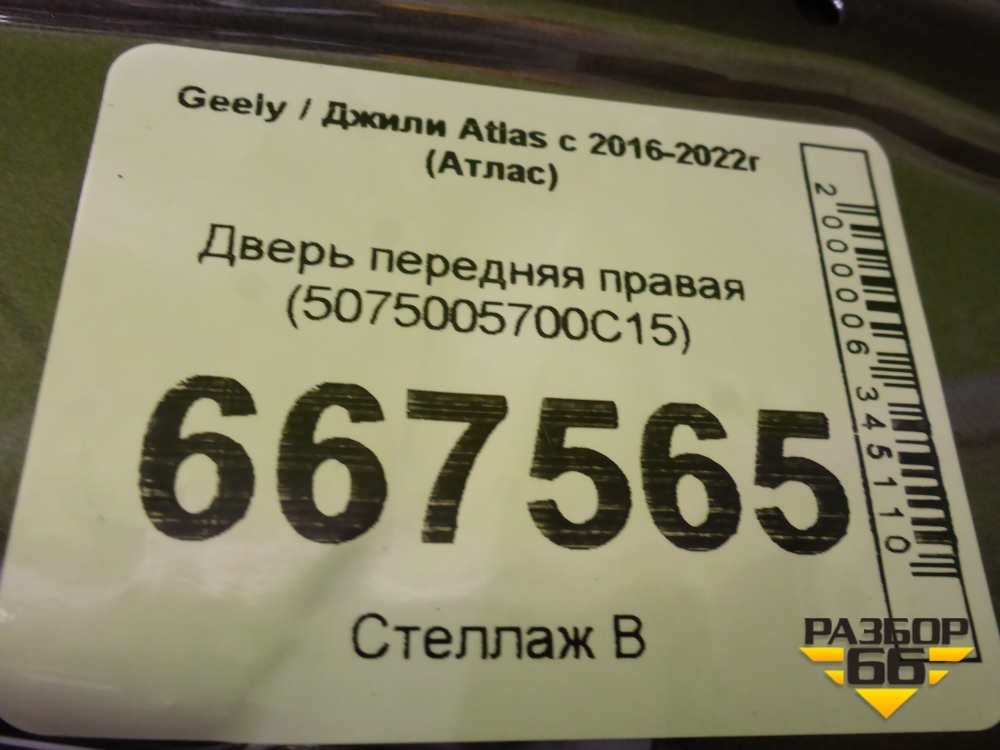 Geely / Джили Atlas с 2016-2022г
(Атлас)
Дверь передняя правая
(5075005700C15)
667565
Стеллаж В
2000006345110
РАЗБОР
66